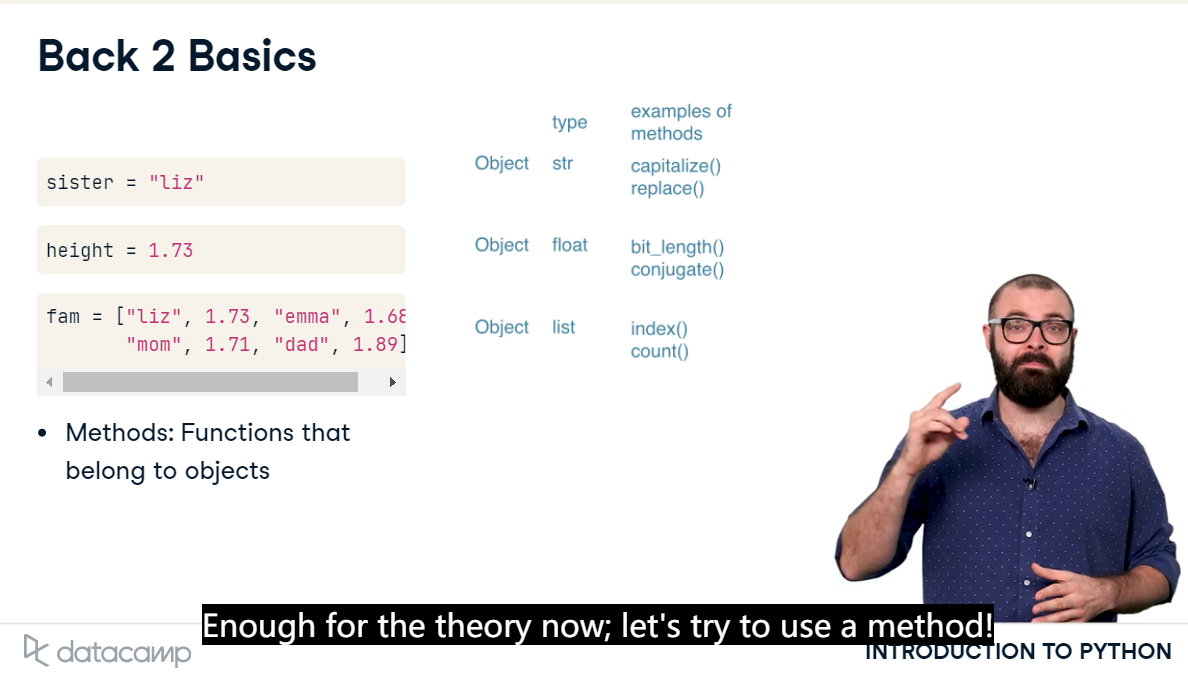 Back 2 Basics
type
examples of
methods
sister = "liz"
Object str capitalize()
replace()
height = 1.73
Object float bit_length()
conjugate()
fam = ["liz", 1.73, "emma", 1.68
"mom", 1.71, "dad", 1.89]
Object list index()
count()
• Methods: Functions that
belong to objects
Enough for the theory now; let's try to use a method!
datacamp
INTRODUCTION TO PYTHON